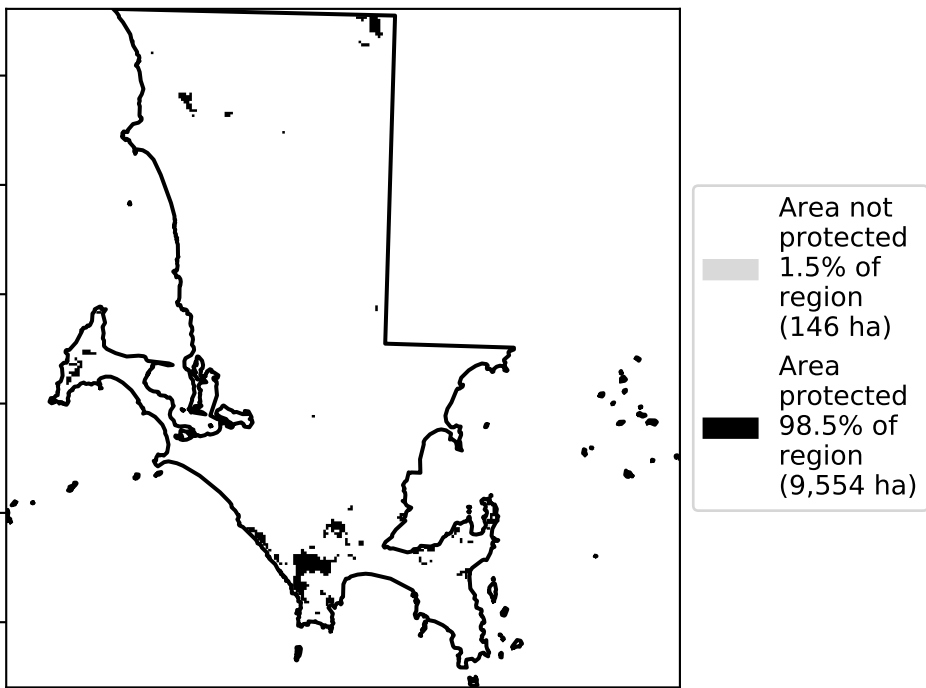 Area not
protected
1.5% of
region
(146 ha)
Area
protected
98.5% of
region
(9,554 ha)